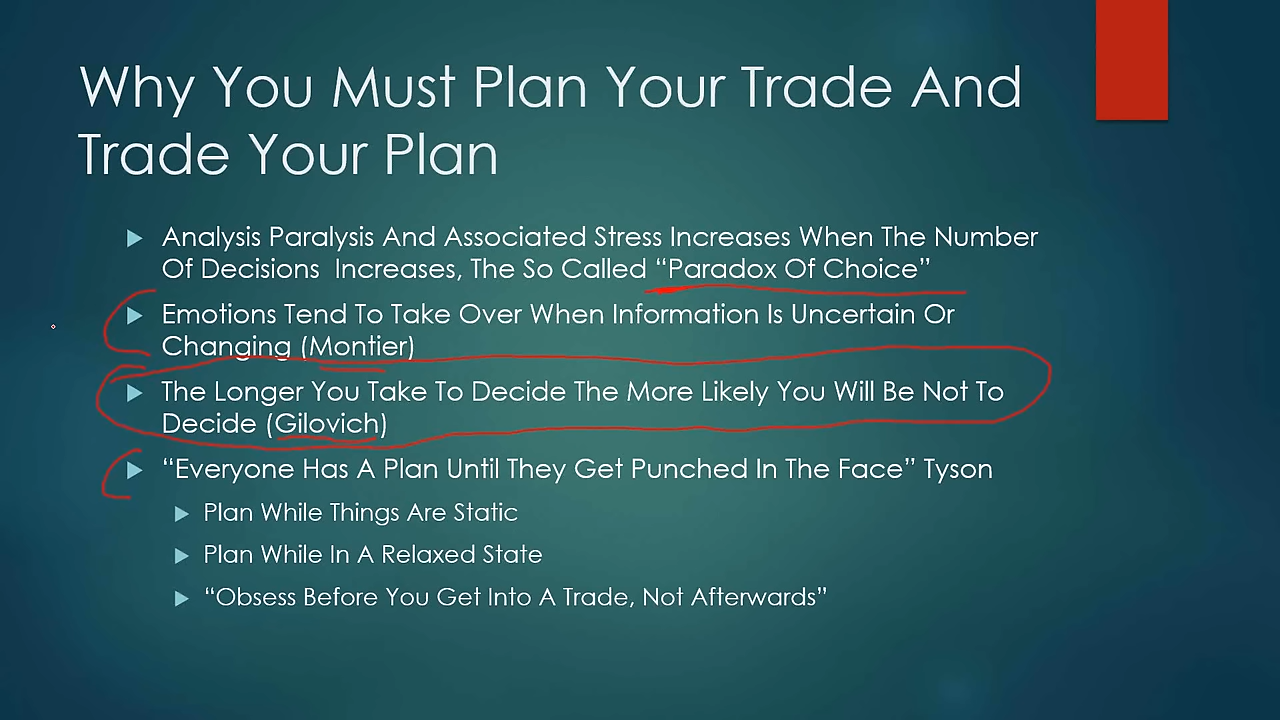 Why You Must Plan Your Trade And
Trade Your Plan
Analysis Paralysis And Associated Stress Increases When The Number
Of Decisions  Increases, The So Called “Paradox Of Choice”
Emotions Tend To Take Over When Information Is Uncertain Or
Changing (Montier)
The Longer You Take To Decide The More Likely You Will Be Not To
Decide (Gilovich)
“Everyone Has A Plan Until They Get Punched In The Face” Tyson
Plan While Things Are Static
Plan While In A Relaxed State
“Obsess Before You Get Into A Trade, Not Afterwards”